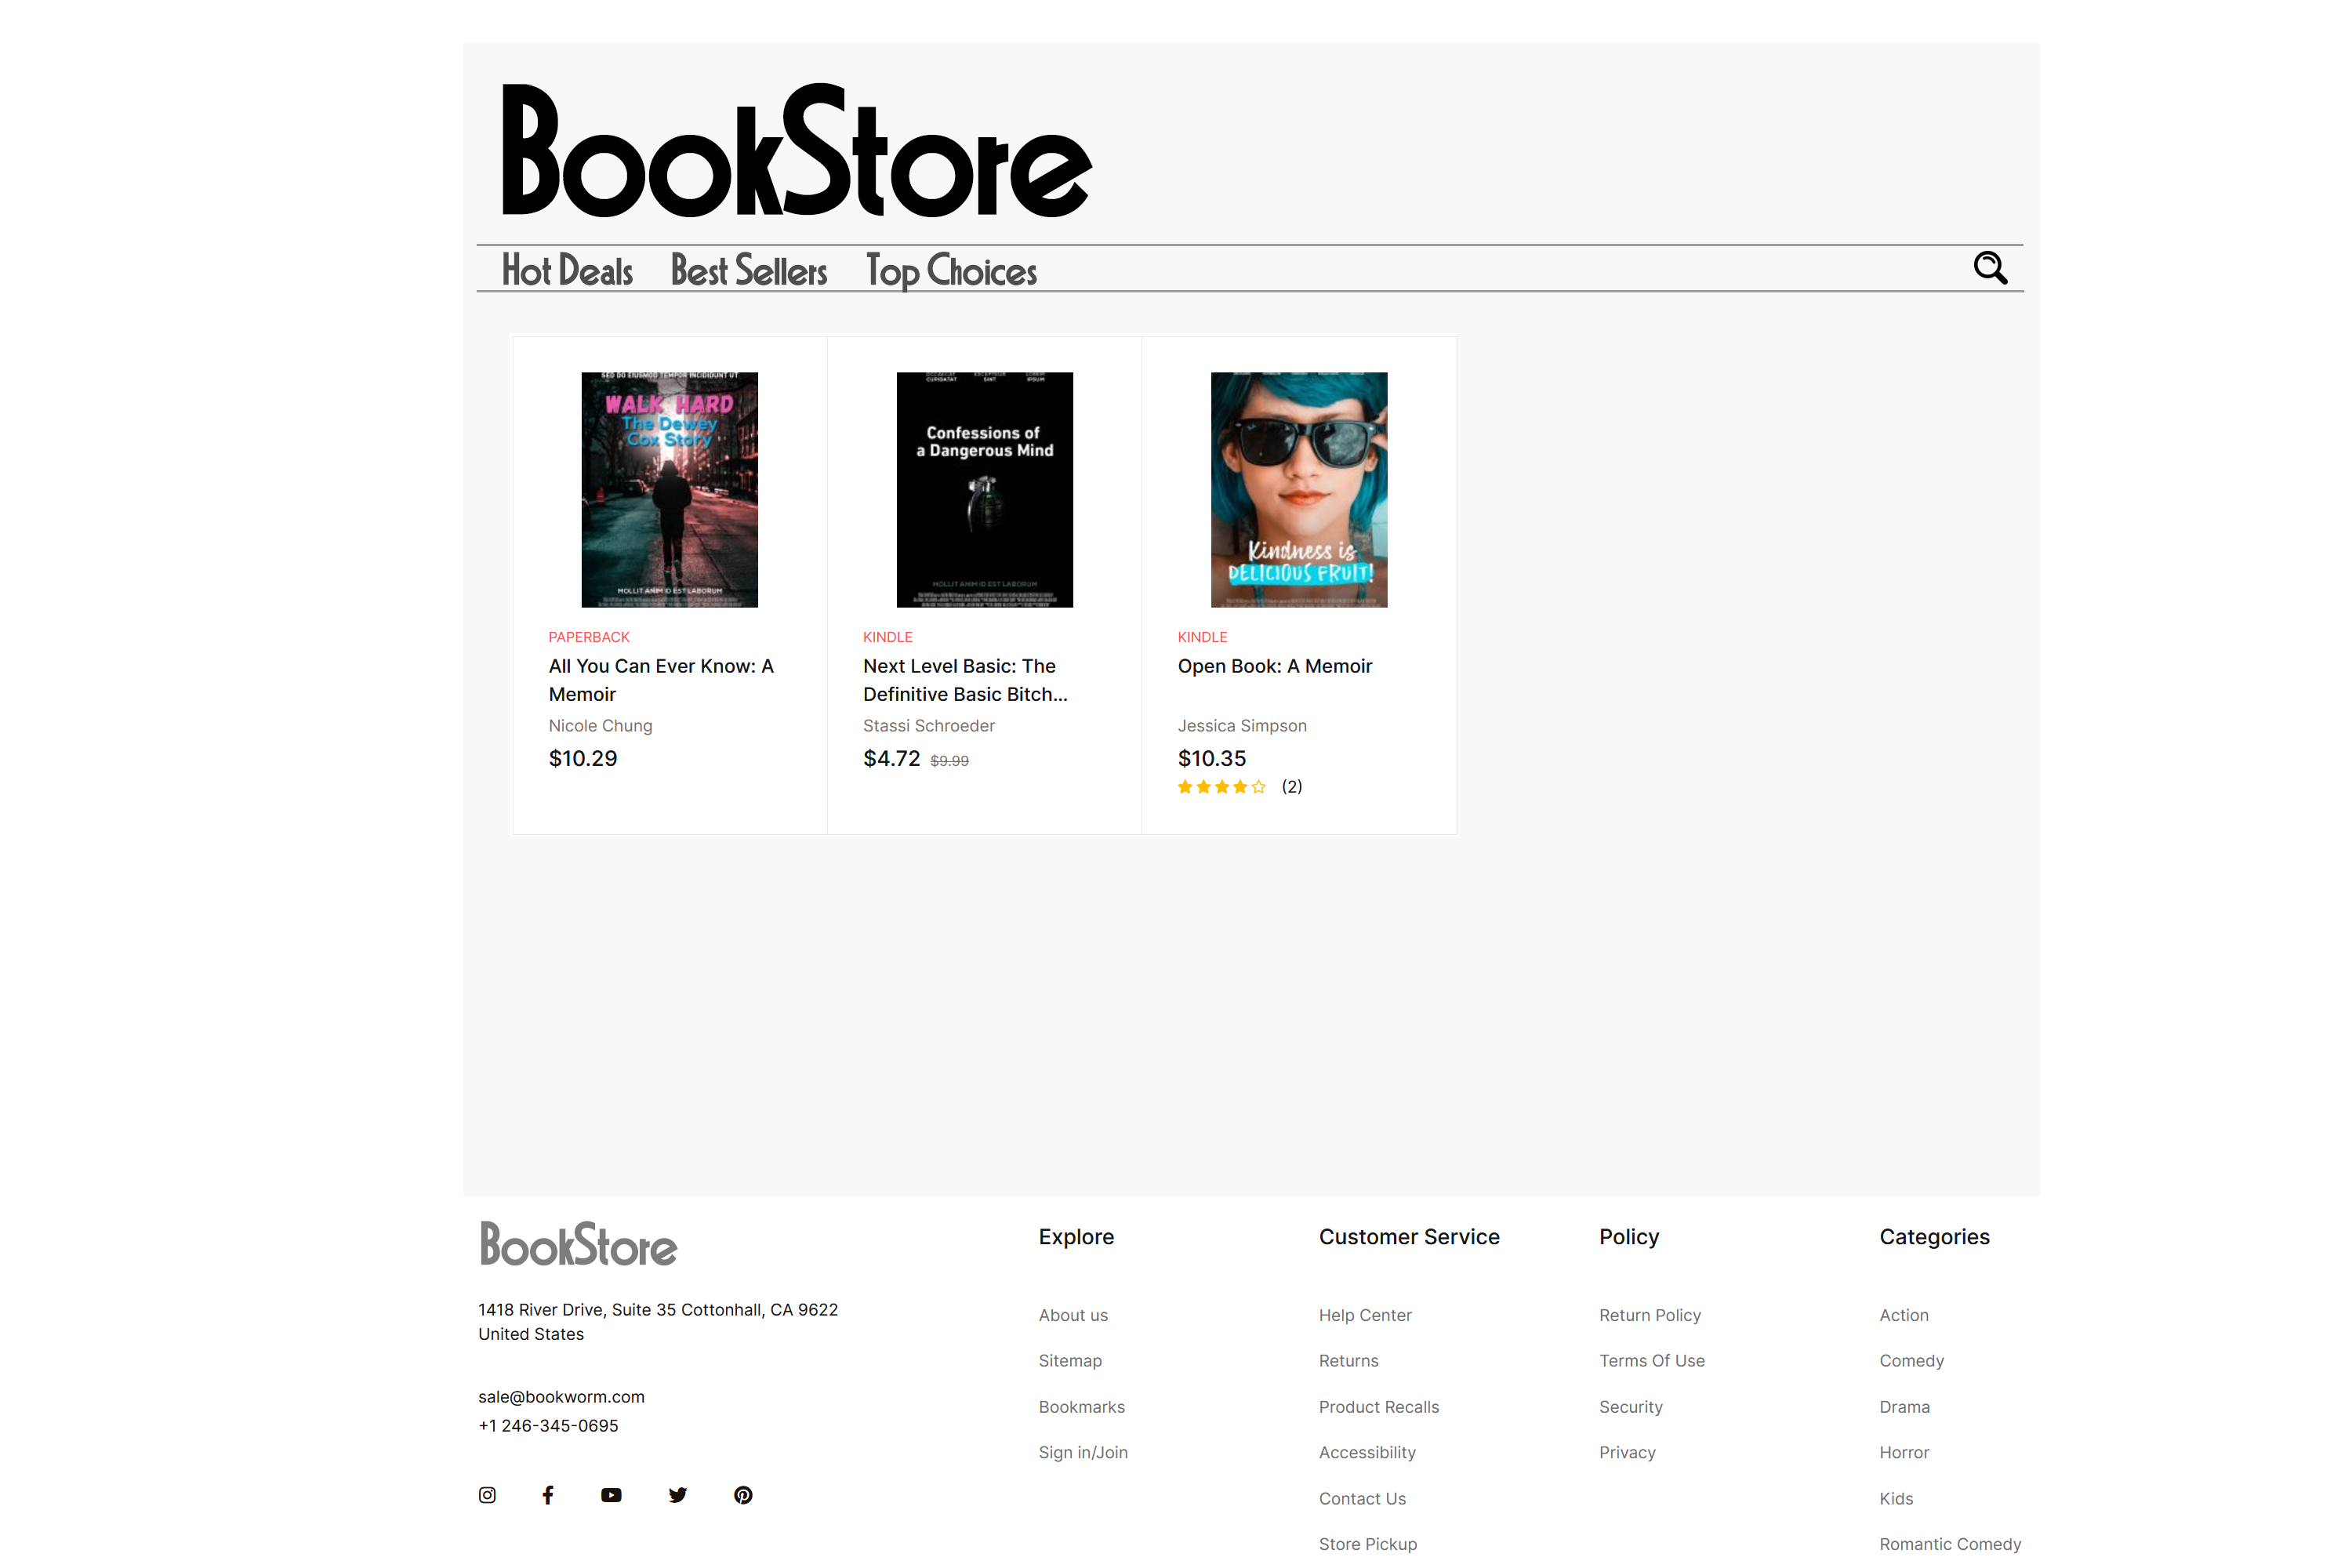 BookStore
Hot Deals Best Sellers Top Choices
SED DO EIUSMOD TEMPOR INCIDIDUNT UT
WALK HARD
The Dewey
Cox Story
MOLLIT ANIM ID EST LABORUM
OCCAECAT EXCEPTEUR LOREM
CUPIDATAT SINT IPSUM
Confessions of
a Dangerous Mind
MOLLIT ANIM ID EST LABORUM
Kindness is
DELICIOUS FRUIT!
PAPERBACK
All You Can Ever Know: A
Memoir
Nicole Chung
$10.29
KINDLE
Next Level Basic: The
Definitive Basic Bitch...
Stassi Schroeder
$4.72 $9.99
KINDLE
Open Book: A Memoir
Jessica Simpson
$10.35
(2)
BookStore
1418 River Drive, Suite 35 Cottonhall, CA 9622
United States
sale@bookworm.com
+1 246-345-0695
Explore
About us
Sitemap
Bookmarks
Sign in/Join
Customer Service
Help Center
Returns
Product Recalls
Accessibility
Contact Us
Store Pickup
Policy
Return Policy
Terms Of Use
Security
Privacy
Categories
Action
Comedy
Drama
Horror
Kids
Romantic Comedy